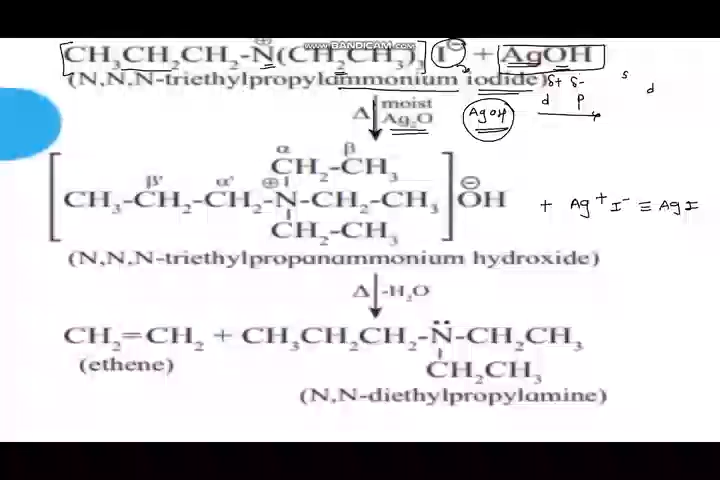 WWW.BANDICAM.COM
[CH₃CH₂CH₂-N⊕(CH₂CH₃)₃] I⊖ + AgOH
(N,N,N-triethylpropylammonium iodide) δ+ δ- s
d p d
Δ moist Ag₂O AgOH
α β
CH₂-CH₃
β' α' ⊕
[CH₃-CH₂-CH₂-N-CH₂-CH₃] ⊖OH + Ag⁺ I⁻ ≡ AgI
CH₂-CH₃
(N,N,N-triethylpropanammonium hydroxide)
Δ -H₂O
CH₂=CH₂ + CH₃CH₂CH₂-N̈-CH₂CH₃
(ethene) CH₂CH₃
(N,N-diethylpropylamine)